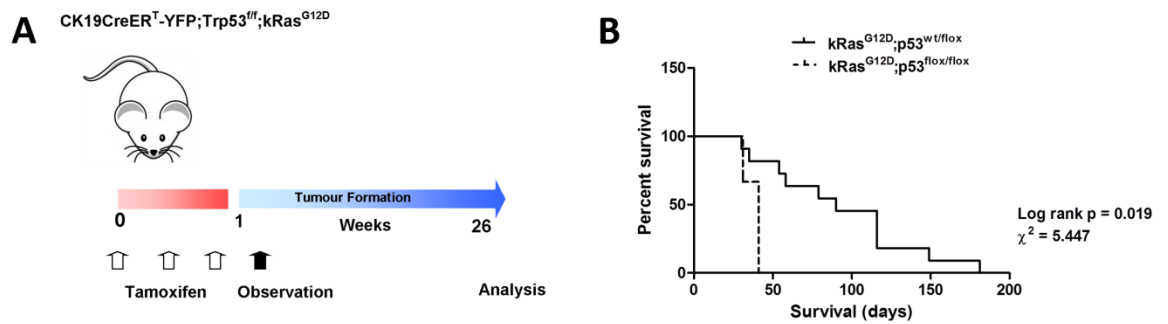 A
CK19CreERᵀ-YFP;Trp53ᶠ/ᶠ;kRasᴳ¹²ᴰ
Tumour Formation
0
1
Weeks
26
Tamoxifen
Observation
Analysis
B
kRasᴳ¹²ᴰ;p53ʷᵗ/ᶠˡᵒˣ
kRasᴳ¹²ᴰ;p53ᶠˡᵒˣ/ᶠˡᵒˣ
150
100
50
0
Percent survival
0 50 100 150 200
Survival (days)
Log rank p = 0.019
χ² = 5.447